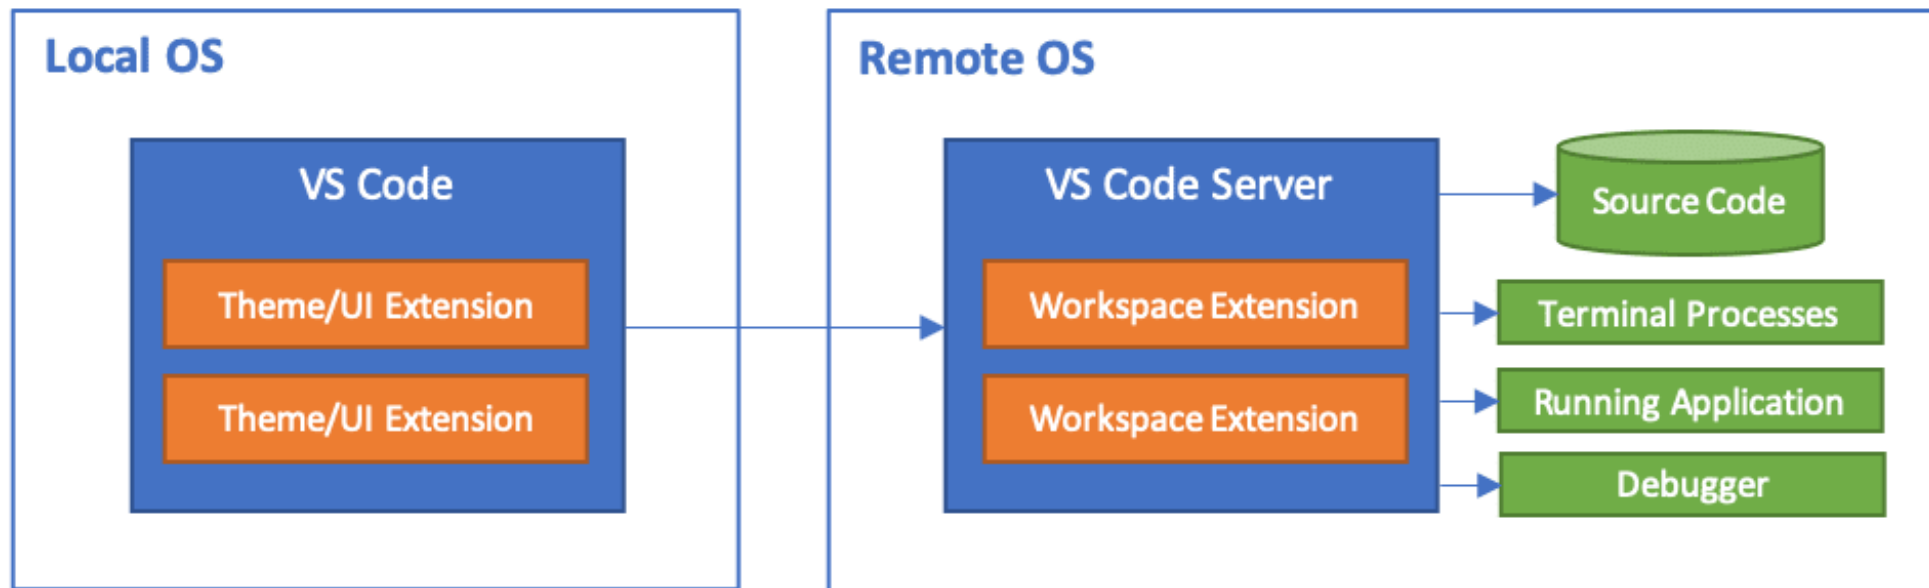 Local OS
VS Code
Theme/UI Extension
Theme/UI Extension
Remote OS
VS Code Server
Workspace Extension
Workspace Extension
Source Code
Terminal Processes
Running Application
Debugger